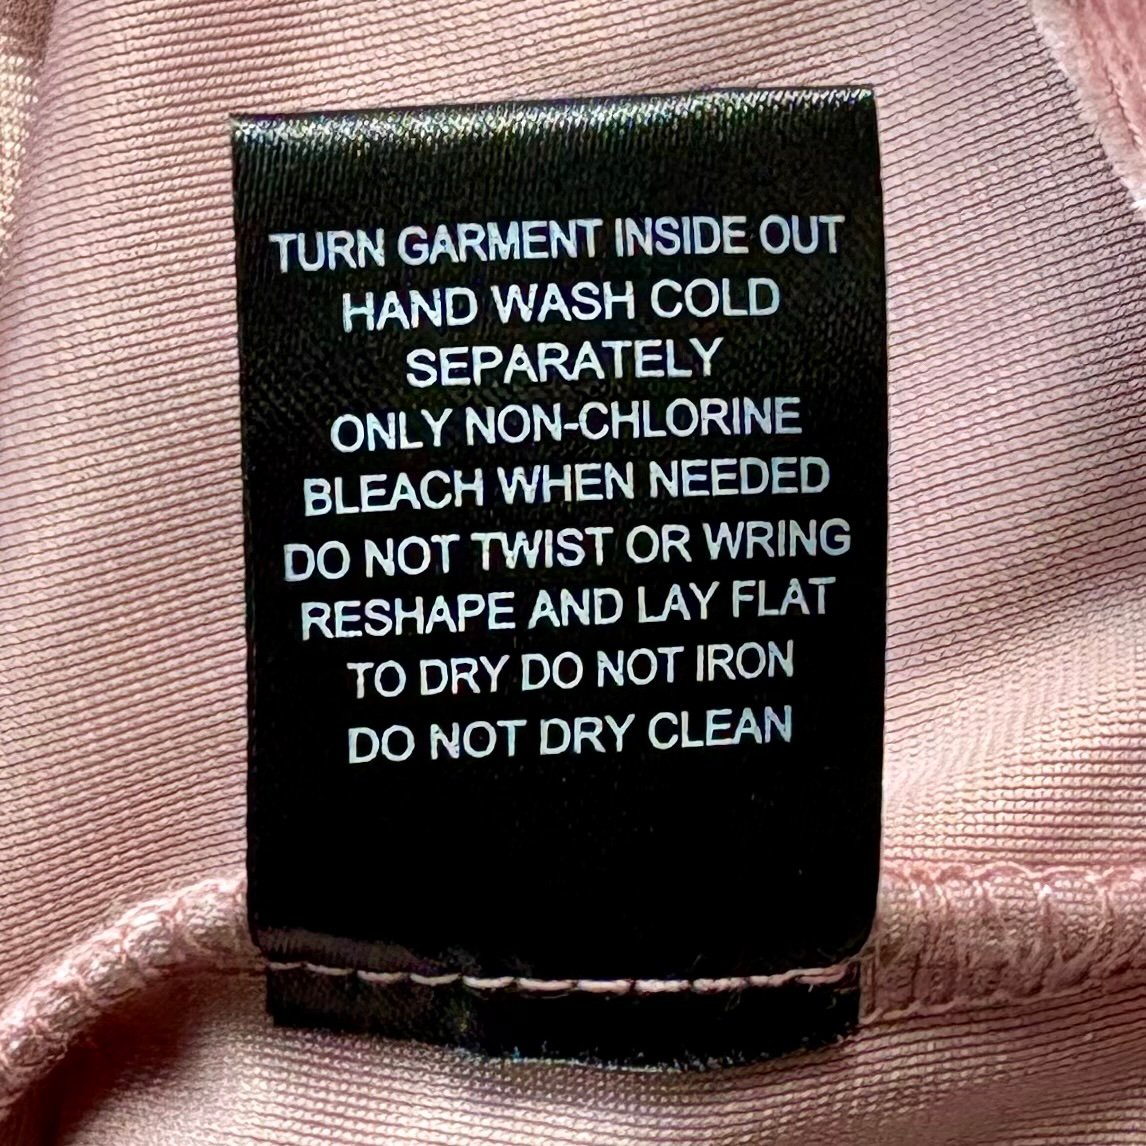 TURN GARMENT INSIDE OUT
HAND WASH COLD
SEPARATELY
ONLY NON-CHLORINE
BLEACH WHEN NEEDED
DO NOT TWIST OR WRING
RESHAPE AND LAY FLAT
TO DRY DO NOT IRON
DO NOT DRY CLEAN